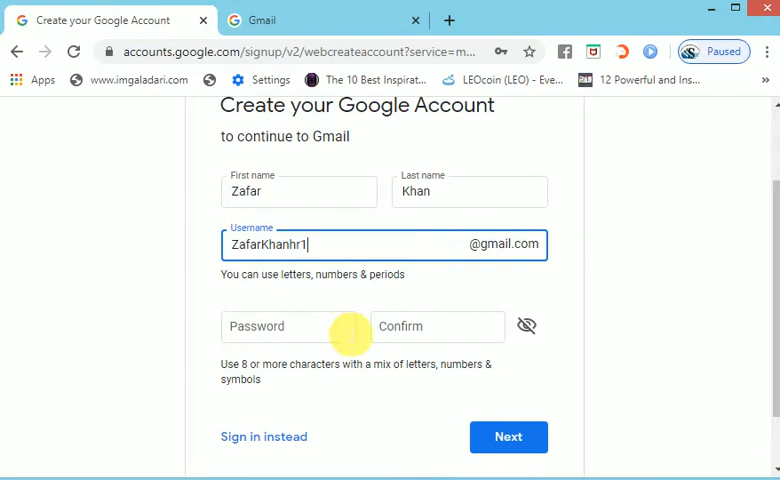 Create your Google Account
Gmail
accounts.google.com/signup/v2/webcreateaccount?service=m...
Paused
Apps
www.imgaladari.com
Settings
The 10 Best Inspirat...
LEOcoin (LEO) - Eve...
12 Powerful and Ins...
Create your Google Account
to continue to Gmail
First name
Last name
Zafar
Khan
Username
ZafarKhanhr1
@gmail.com
You can use letters, numbers & periods
Password
Confirm
Use 8 or more characters with a mix of letters, numbers &
symbols
Sign in instead
Next